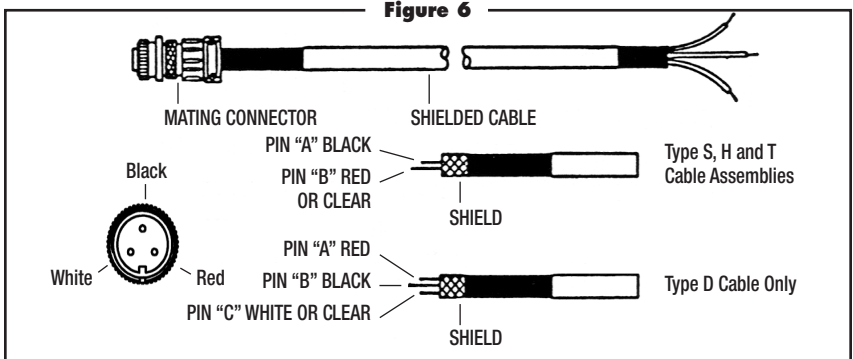 Figure 6
MATING CONNECTOR
SHIELDED CABLE
PIN “A” BLACK
PIN “B” RED
OR CLEAR
SHIELD
Type S, H and T
Cable Assemblies
Black
White
Red
PIN “A” RED
PIN “B” BLACK
PIN “C” WHITE OR CLEAR
SHIELD
Type D Cable Only